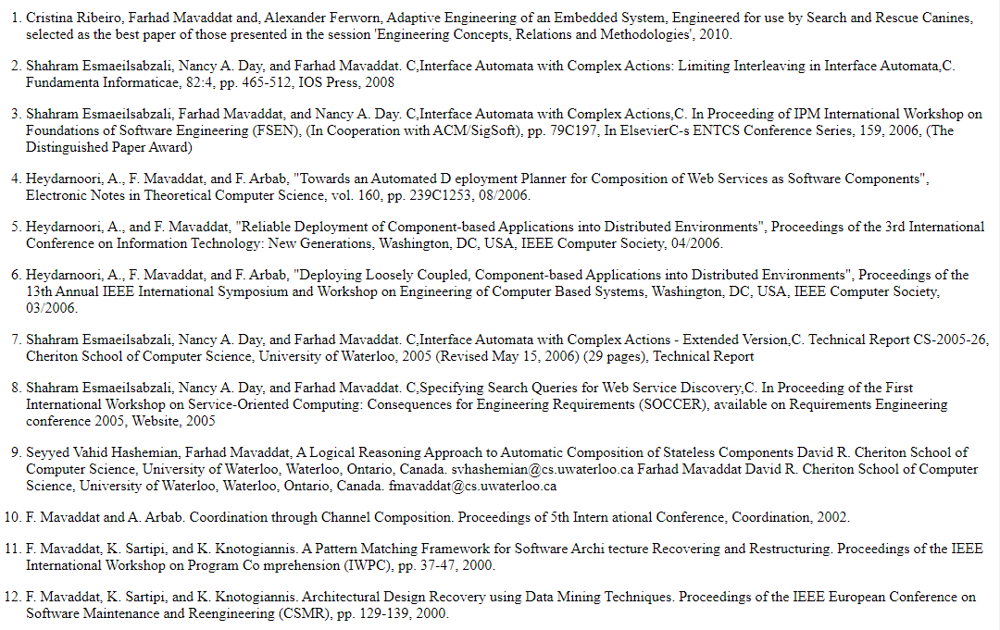 1. Cristina Ribeiro, Farhad Mavaddat and, Alexander Ferworn, Adaptive Engineering of an Embedded System, Engineered for use by Search and Rescue Canines,
selected as the best paper of those presented in the session 'Engineering Concepts, Relations and Methodologies', 2010.
2. Shahram Esmaeilsabzali, Nancy A. Day, and Farhad Mavaddat. C,Interface Automata with Complex Actions: Limiting Interleaving in Interface Automata,C.
Fundamenta Informaticae, 82:4, pp. 465-512, IOS Press, 2008
3. Shahram Esmaeilsabzali, Farhad Mavaddat, and Nancy A. Day. C,Interface Automata with Complex Actions,C. In Proceeding of IPM International Workshop on
Foundations of Software Engineering (FSEN), (In Cooperation with ACM/SigSoft), pp. 79C197, In ElsevierC-s ENTCS Conference Series, 159, 2006, (The
Distinguished Paper Award)
4. Heydarnoori, A., F. Mavaddat, and F. Arbab, "Towards an Automated D eployment Planner for Composition of Web Services as Software Components",
Electronic Notes in Theoretical Computer Science, vol. 160, pp. 239C1253, 08/2006.
5. Heydarnoori, A., and F. Mavaddat, "Reliable Deployment of Component-based Applications into Distributed Environments", Proceedings of the 3rd International
Conference on Information Technology: New Generations, Washington, DC, USA, IEEE Computer Society, 04/2006.
6. Heydarnoori, A., F. Mavaddat, and F. Arbab, "Deploying Loosely Coupled, Component-based Applications into Distributed Environments", Proceedings of the
13th Annual IEEE International Symposium and Workshop on Engineering of Computer Based Systems, Washington, DC, USA, IEEE Computer Society,
03/2006.
7. Shahram Esmaeilsabzali, Nancy A. Day, and Farhad Mavaddat. C,Interface Automata with Complex Actions - Extended Version,C. Technical Report CS-2005-26,
Cheriton School of Computer Science, University of Waterloo, 2005 (Revised May 15, 2006) (29 pages), Technical Report
8. Shahram Esmaeilsabzali, Nancy A. Day, and Farhad Mavaddat. C,Specifying Search Queries for Web Service Discovery,C. In Proceeding of the First
International Workshop on Service-Oriented Computing: Consequences for Engineering Requirements (SOCCER), available on Requirements Engineering
conference 2005, Website, 2005
9. Seyyed Vahid Hashemian, Farhad Mavaddat, A Logical Reasoning Approach to Automatic Composition of Stateless Components David R. Cheriton School of
Computer Science, University of Waterloo, Waterloo, Ontario, Canada. svhashemian@cs.uwaterloo.ca Farhad Mavaddat David R. Cheriton School of Computer
Science, University of Waterloo, Waterloo, Ontario, Canada. fmavaddat@cs.uwaterloo.ca
10. F. Mavaddat and A. Arbab. Coordination through Channel Composition. Proceedings of 5th Intern ational Conference, Coordination, 2002.
11. F. Mavaddat, K. Sartipi, and K. Knotogiannis. A Pattern Matching Framework for Software Archi tecture Recovering and Restructuring. Proceedings of the IEEE
International Workshop on Program Co mprehension (IWPC), pp. 37-47, 2000.
12. F. Mavaddat, K. Sartipi, and K. Knotogiannis. Architectural Design Recovery using Data Mining Techniques. Proceedings of the IEEE European Conference on
Software Maintenance and Reengineering (CSMR), pp. 129-139, 2000.